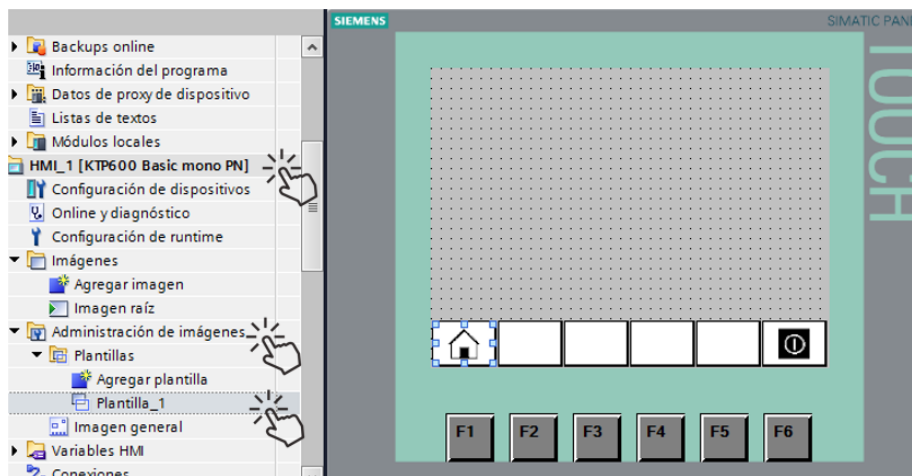 Backups online
Información del programa
Datos de proxy de dispositivo
Listas de textos
Módulos locales
HMI_1 [KTP600 Basic mono PN]
Configuración de dispositivos
Online y diagnóstico
Configuración de runtime
Imágenes
Agregar imagen
Imagen raíz
Administración de imágenes
Plantillas
Agregar plantilla
Plantilla_1
Imagen general
Variables HMI
Conexiones
SIEMENS
SIMATIC PANE
TOUCH
F1 F2 F3 F4 F5 F6